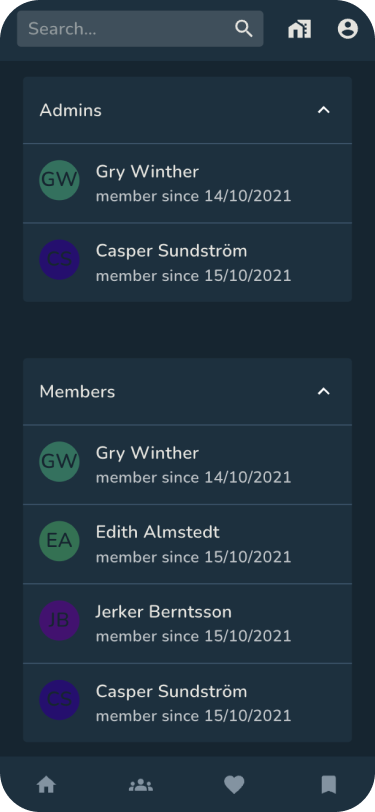 Search...
Admins
GW
Gry Winther
member since 14/10/2021
CS
Casper Sundström
member since 15/10/2021
Members
GW
Gry Winther
member since 14/10/2021
EA
Edith Almstedt
member since 15/10/2021
JB
Jerker Berntsson
member since 15/10/2021
CS
Casper Sundström
member since 15/10/2021